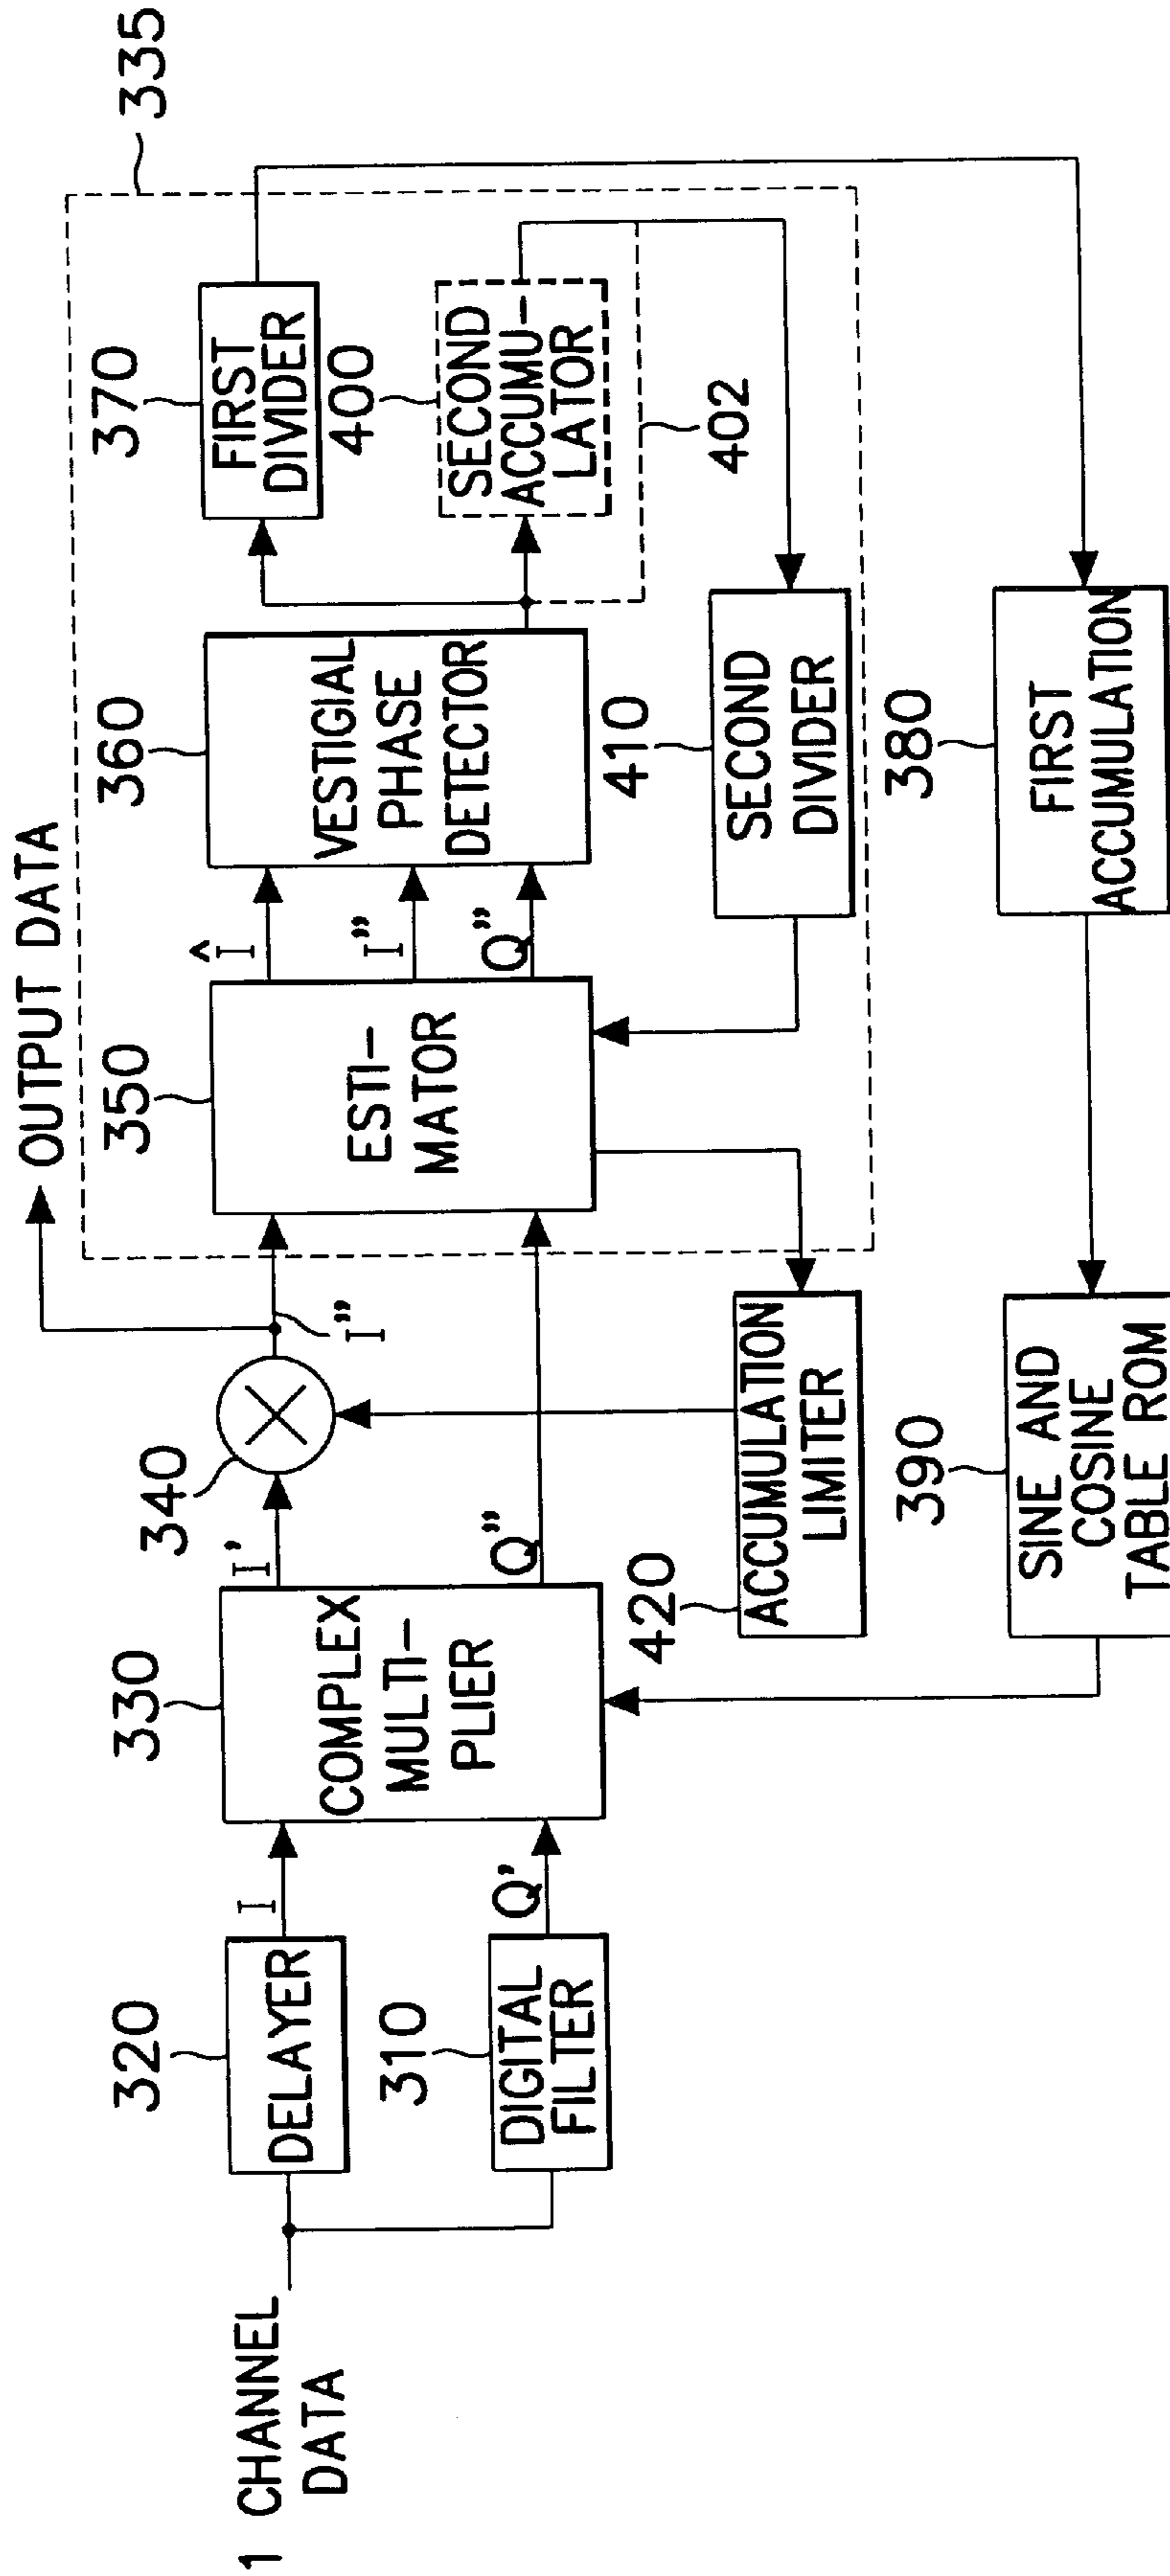 1 CHANNEL
DATA
320
DELAYER
310
DIGITAL
FILTER
I
Q'
330
COMPLEX
MULTI-
PLIER
I'
Q"
340
I"
OUTPUT DATA
335
350
ESTI-
MATOR
Î
I"
Q"
360
VESTIGIAL
PHASE
DETECTOR
370
FIRST
DIVIDER
400
SECOND
ACCUMU-
LATOR
402
410
SECOND
DIVIDER
420
ACCUMULATION
LIMITER
380
FIRST
ACCUMULATION
390
SINE AND
COSINE
TABLE ROM